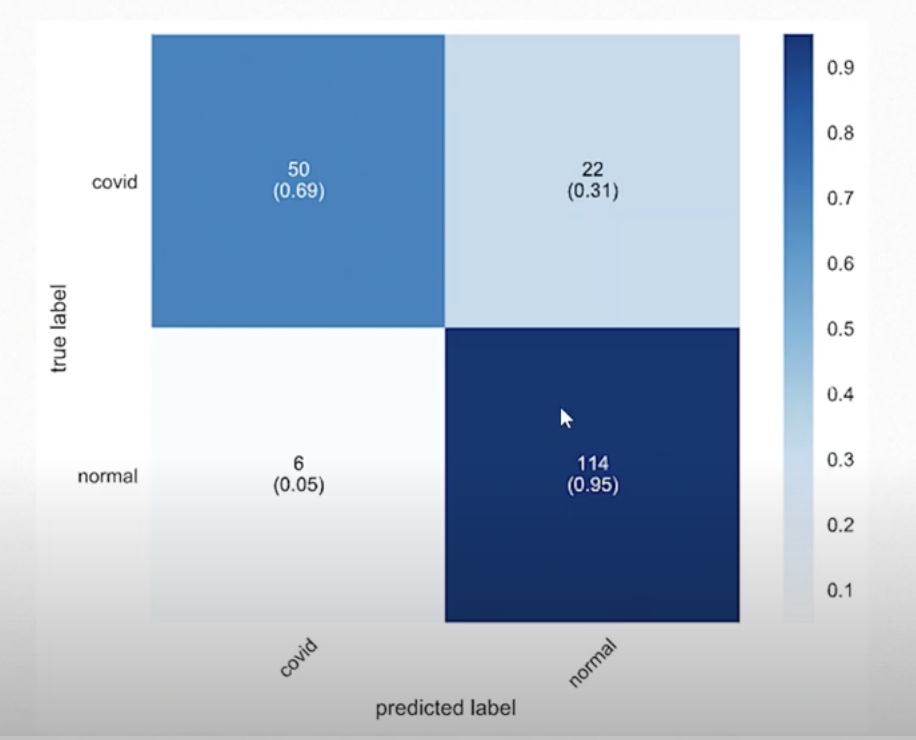 covid
normal
true label
50
(0.69)
22
(0.31)
6
(0.05)
114
(0.95)
covid
normal
predicted label
0.9
0.8
0.7
0.6
0.5
0.4
0.3
0.2
0.1